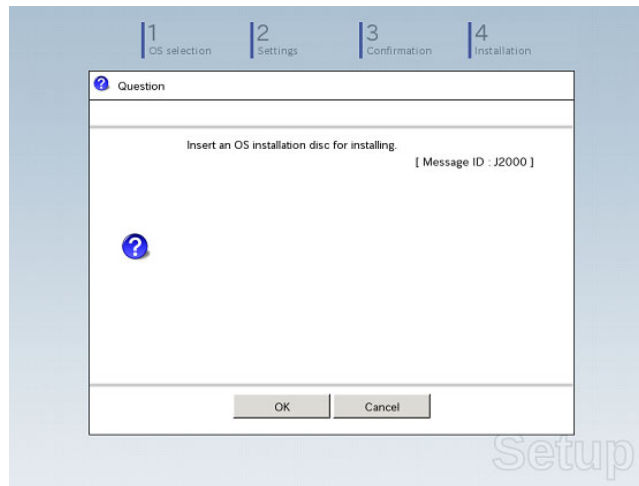 1 2 3 4
OS selection Settings Confirmation Installation
Question
Insert an OS installation disc for installing.
[ Message ID : J2000 ]
OK Cancel
Setup